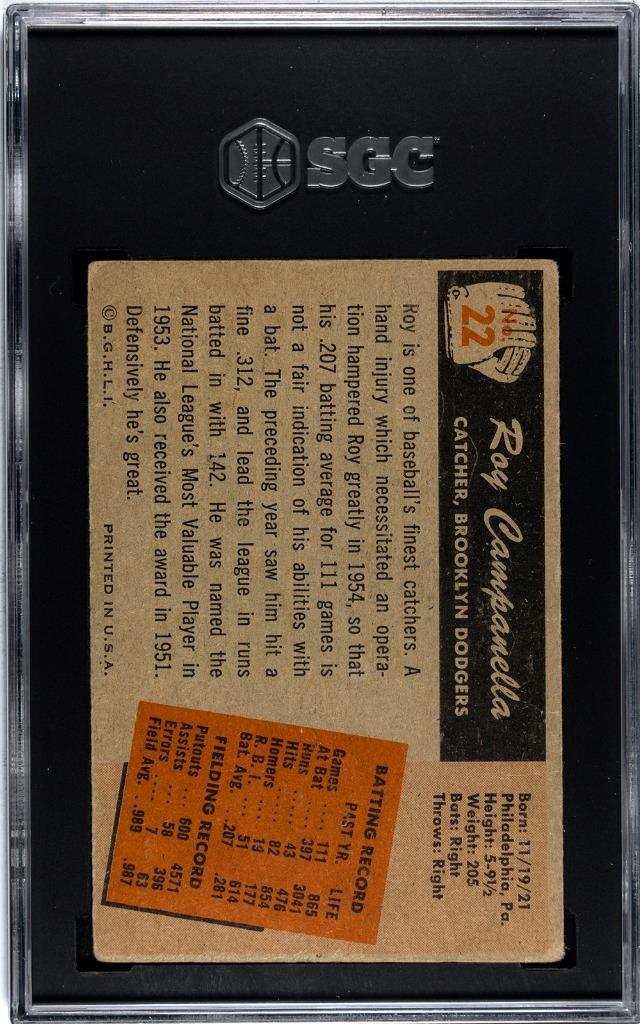 SGC
No.
22
Roy Campanella
CATCHER, BROOKLYN DODGERS
Born: 11/19/21
Philadelphia, Pa.
Height: 5-9½
Weight: 205
Bats: Right
Throws: Right
Roy is one of baseball's finest catchers. A
hand injury which necessitated an opera-
tion hampered Roy greatly in 1954, so that
his .207 batting average for 111 games is
not a fair indication of his abilities with
a bat. The preceding year saw him hit a
fine .312, and lead the league in runs
batted in with 142. He was named the
National League's Most Valuable Player in
1953. He also received the award in 1951.
Defensively he's great.
©B.G.H.L.I. PRINTED IN U.S.A.
BATTING RECORD
PAST YR. LIFE
Games . . . . 111 865
At Bat . . . . 397 3041
Runs . . . . 43 476
Hits . . . . 82 854
Homers . . . . 19 177
R. B. I. . . . . 51 614
Bat. Avg. . . . .207 .281
FIELDING RECORD
Putouts . . . 600 4571
Assists . . . . 58 396
Errors . . . . 7 63
Field Avg. . . .989 .987